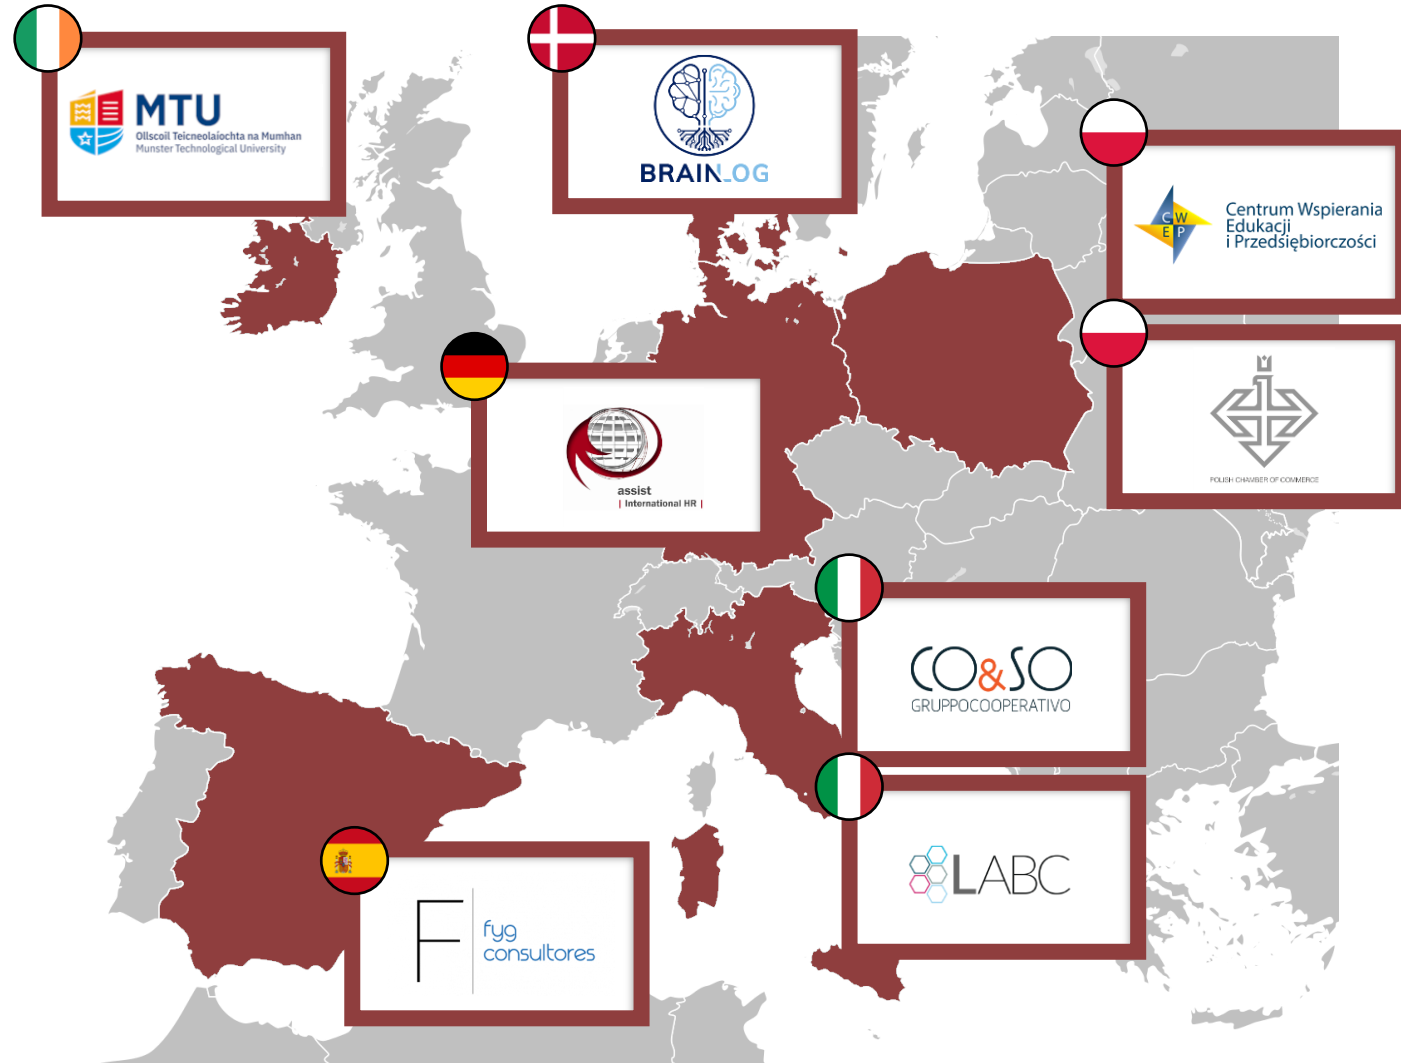 MTU
Ollscoil Teicneolaíochta na Mumhan
Munster Technological University
BRAINLOG
C W
E P
Centrum Wspierania
Edukacji
i Przedsiębiorczości
POLISH CHAMBER OF COMMERCE
assist
| International HR |
CO&SO
GRUPPOCOOPERATIVO
LABC
F
fyg
consultores